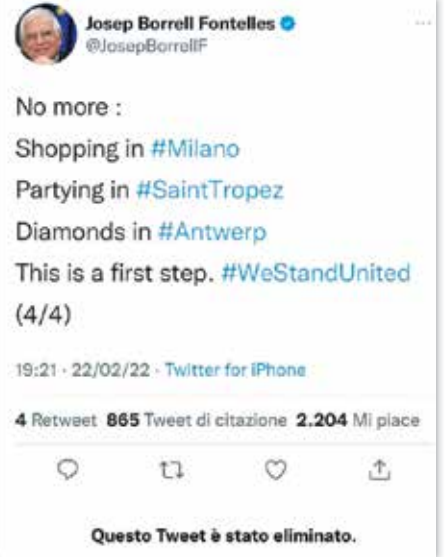 Josep Borrell Fontelles
@JosepBorrellF
No more :
Shopping in #Milano
Partying in #SaintTropez
Diamonds in #Antwerp
This is a first step. #WeStandUnited
(4/4)
19:21 · 22/02/22 · Twitter for iPhone
4 Retweet 865 Tweet di citazione 2.204 Mi piace
Questo Tweet è stato eliminato.